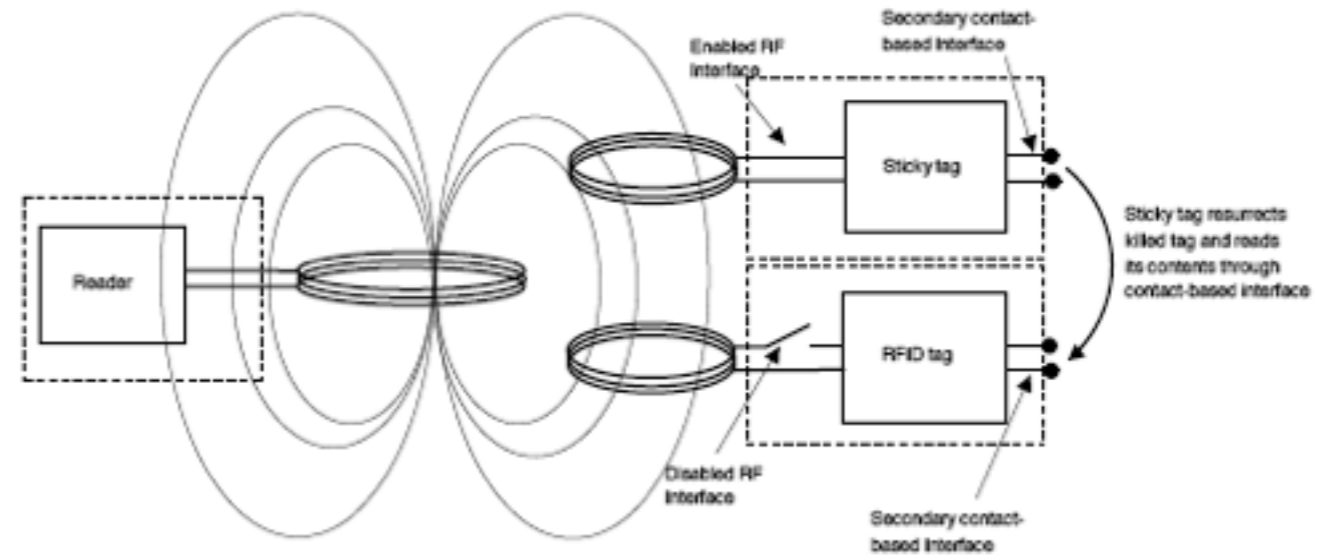 Secondary contact-
based interface
Enabled RF
Interface
Sticky tag
Sticky tag resurrects
killed tag and reads
its contents through
contact-based interface
Reader
RFID tag
Disabled RF
Interface
Secondary contact-
based Interface